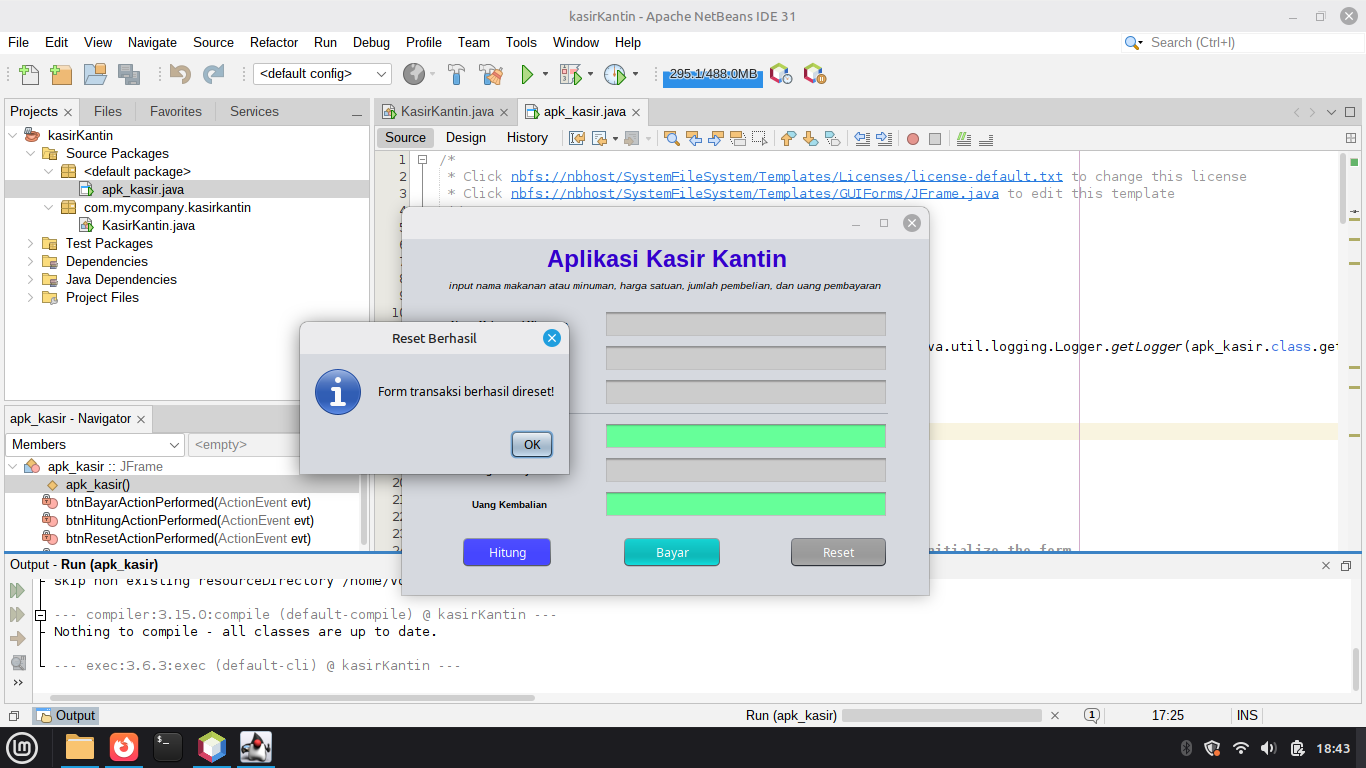 kasirKantin - Apache NetBeans IDE 31
File Edit View Navigate Source Refactor Run Debug Profile Team Tools Window Help
Search (Ctrl+I)
<default config>
295.1/488.0MB
Projects Files Favorites Services
KasirKantin.java apk_kasir.java
Source Design History
kasirKantin
Source Packages
<default package>
apk_kasir.java
com.mycompany.kasirkantin
KasirKantin.java
Test Packages
Dependencies
Java Dependencies
Project Files
1 /*
2 * Click nbfs://nbhost/SystemFileSystem/Templates/Licenses/license-default.txt to change this license
3 * Click nbfs://nbhost/SystemFileSystem/Templates/GUIForms/JFrame.java to edit this template
va.util.logging.Logger.getLogger(apk_kasir.class.get
Aplikasi Kasir Kantin
input nama makanan atau minuman, harga satuan, jumlah pembelian, dan uang pembayaran
Reset Berhasil
Form transaksi berhasil direset!
OK
Uang Kembalian
Hitung Bayar Reset
apk_kasir - Navigator
Members <empty>
apk_kasir :: JFrame
apk_kasir()
btnBayarActionPerformed(ActionEvent evt)
btnHitungActionPerformed(ActionEvent evt)
btnResetActionPerformed(ActionEvent evt)
20
21
22
23
initialize the form
Output - Run (apk_kasir)
skip non existing resourceDirectory /home/
--- compiler:3.15.0:compile (default-compile) @ kasirKantin ---
Nothing to compile - all classes are up to date.
--- exec:3.6.3:exec (default-cli) @ kasirKantin ---
Output
Run (apk_kasir)
1
17:25
INS
18:43